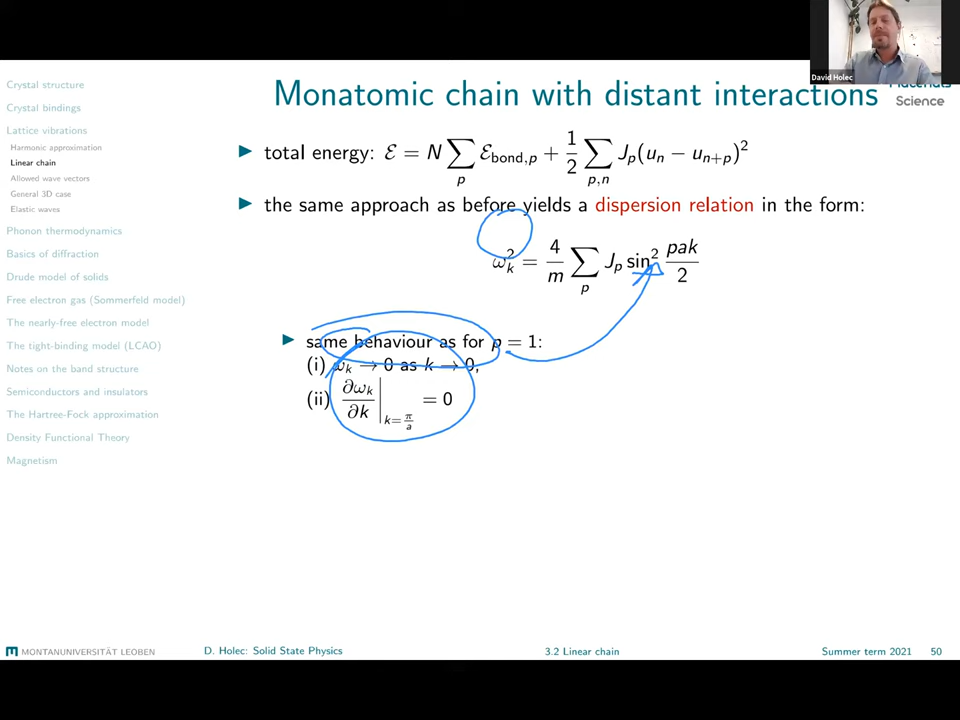 David Holec
Materials
Science
Crystal structure
Crystal bindings
Lattice vibrations
Harmonic approximation
Linear chain
Allowed wave vectors
General 3D case
Elastic waves
Phonon thermodynamics
Basics of diffraction
Drude model of solids
Free electron gas (Sommerfeld model)
The nearly-free electron model
The tight-binding model (LCAO)
Notes on the band structure
Semiconductors and insulators
The Hartree-Fock approximation
Density Functional Theory
Magnetism
Monatomic chain with distant interactions
▶ total energy: ℰ = N ∑_p ℰ_bond,p + 1/2 ∑_p,n J_p(u_n − u_n+p)²
▶ the same approach as before yields a dispersion relation in the form:
ω_k² = 4/m ∑_p J_p sin² pak/2
▶ same behaviour as for p = 1:
(i) ω_k → 0 as k → 0,
(ii) ∂ω_k/∂k |_k=π/a = 0
MONTANUNIVERSITÄT LEOBEN D. Holec: Solid State Physics 3.2 Linear chain Summer term 2021 50